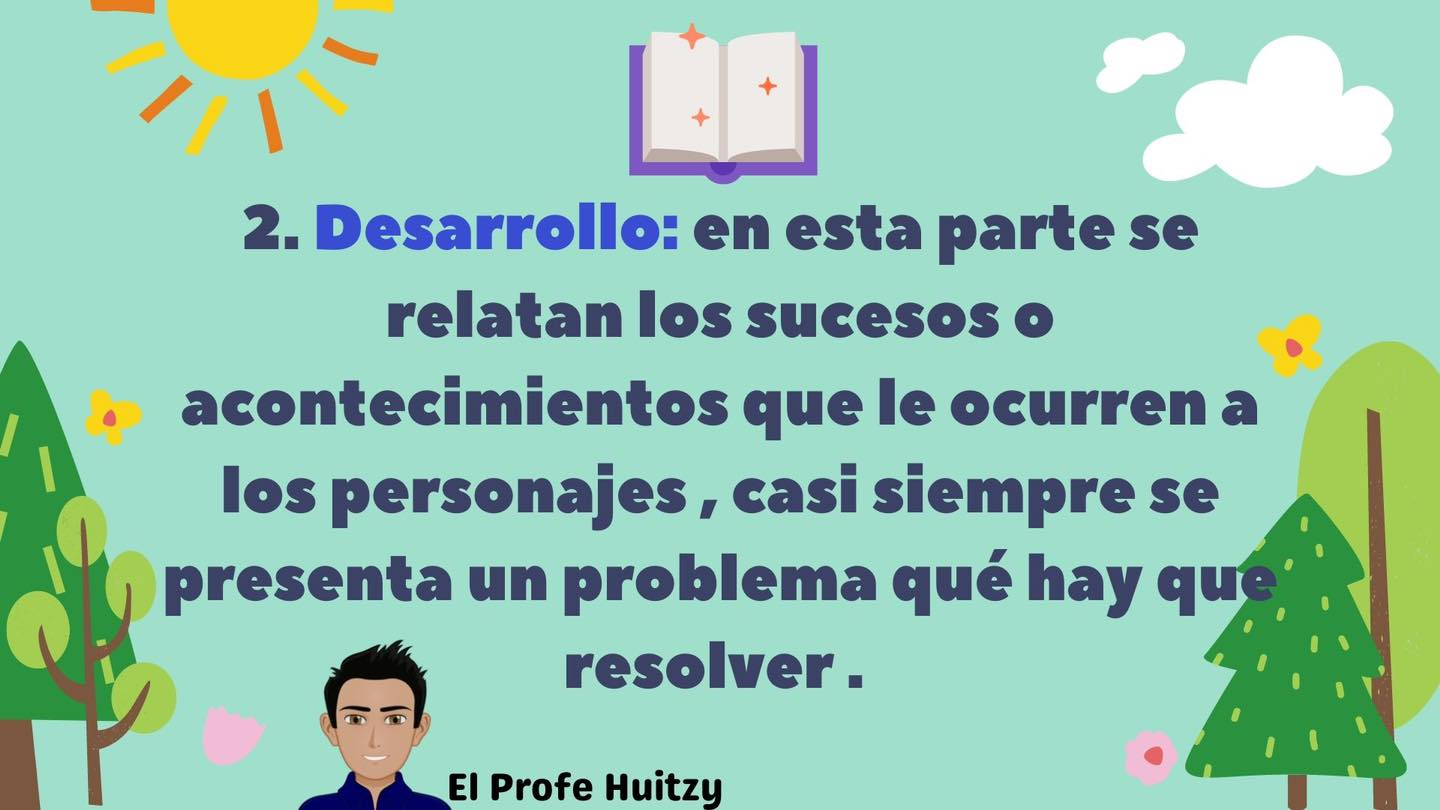 2. Desarrollo: en esta parte se
relatan los sucesos o
acontecimientos que le ocurren a
los personajes , casi siempre se
presenta un problema qué hay que
resolver .
El Profe Huitzy